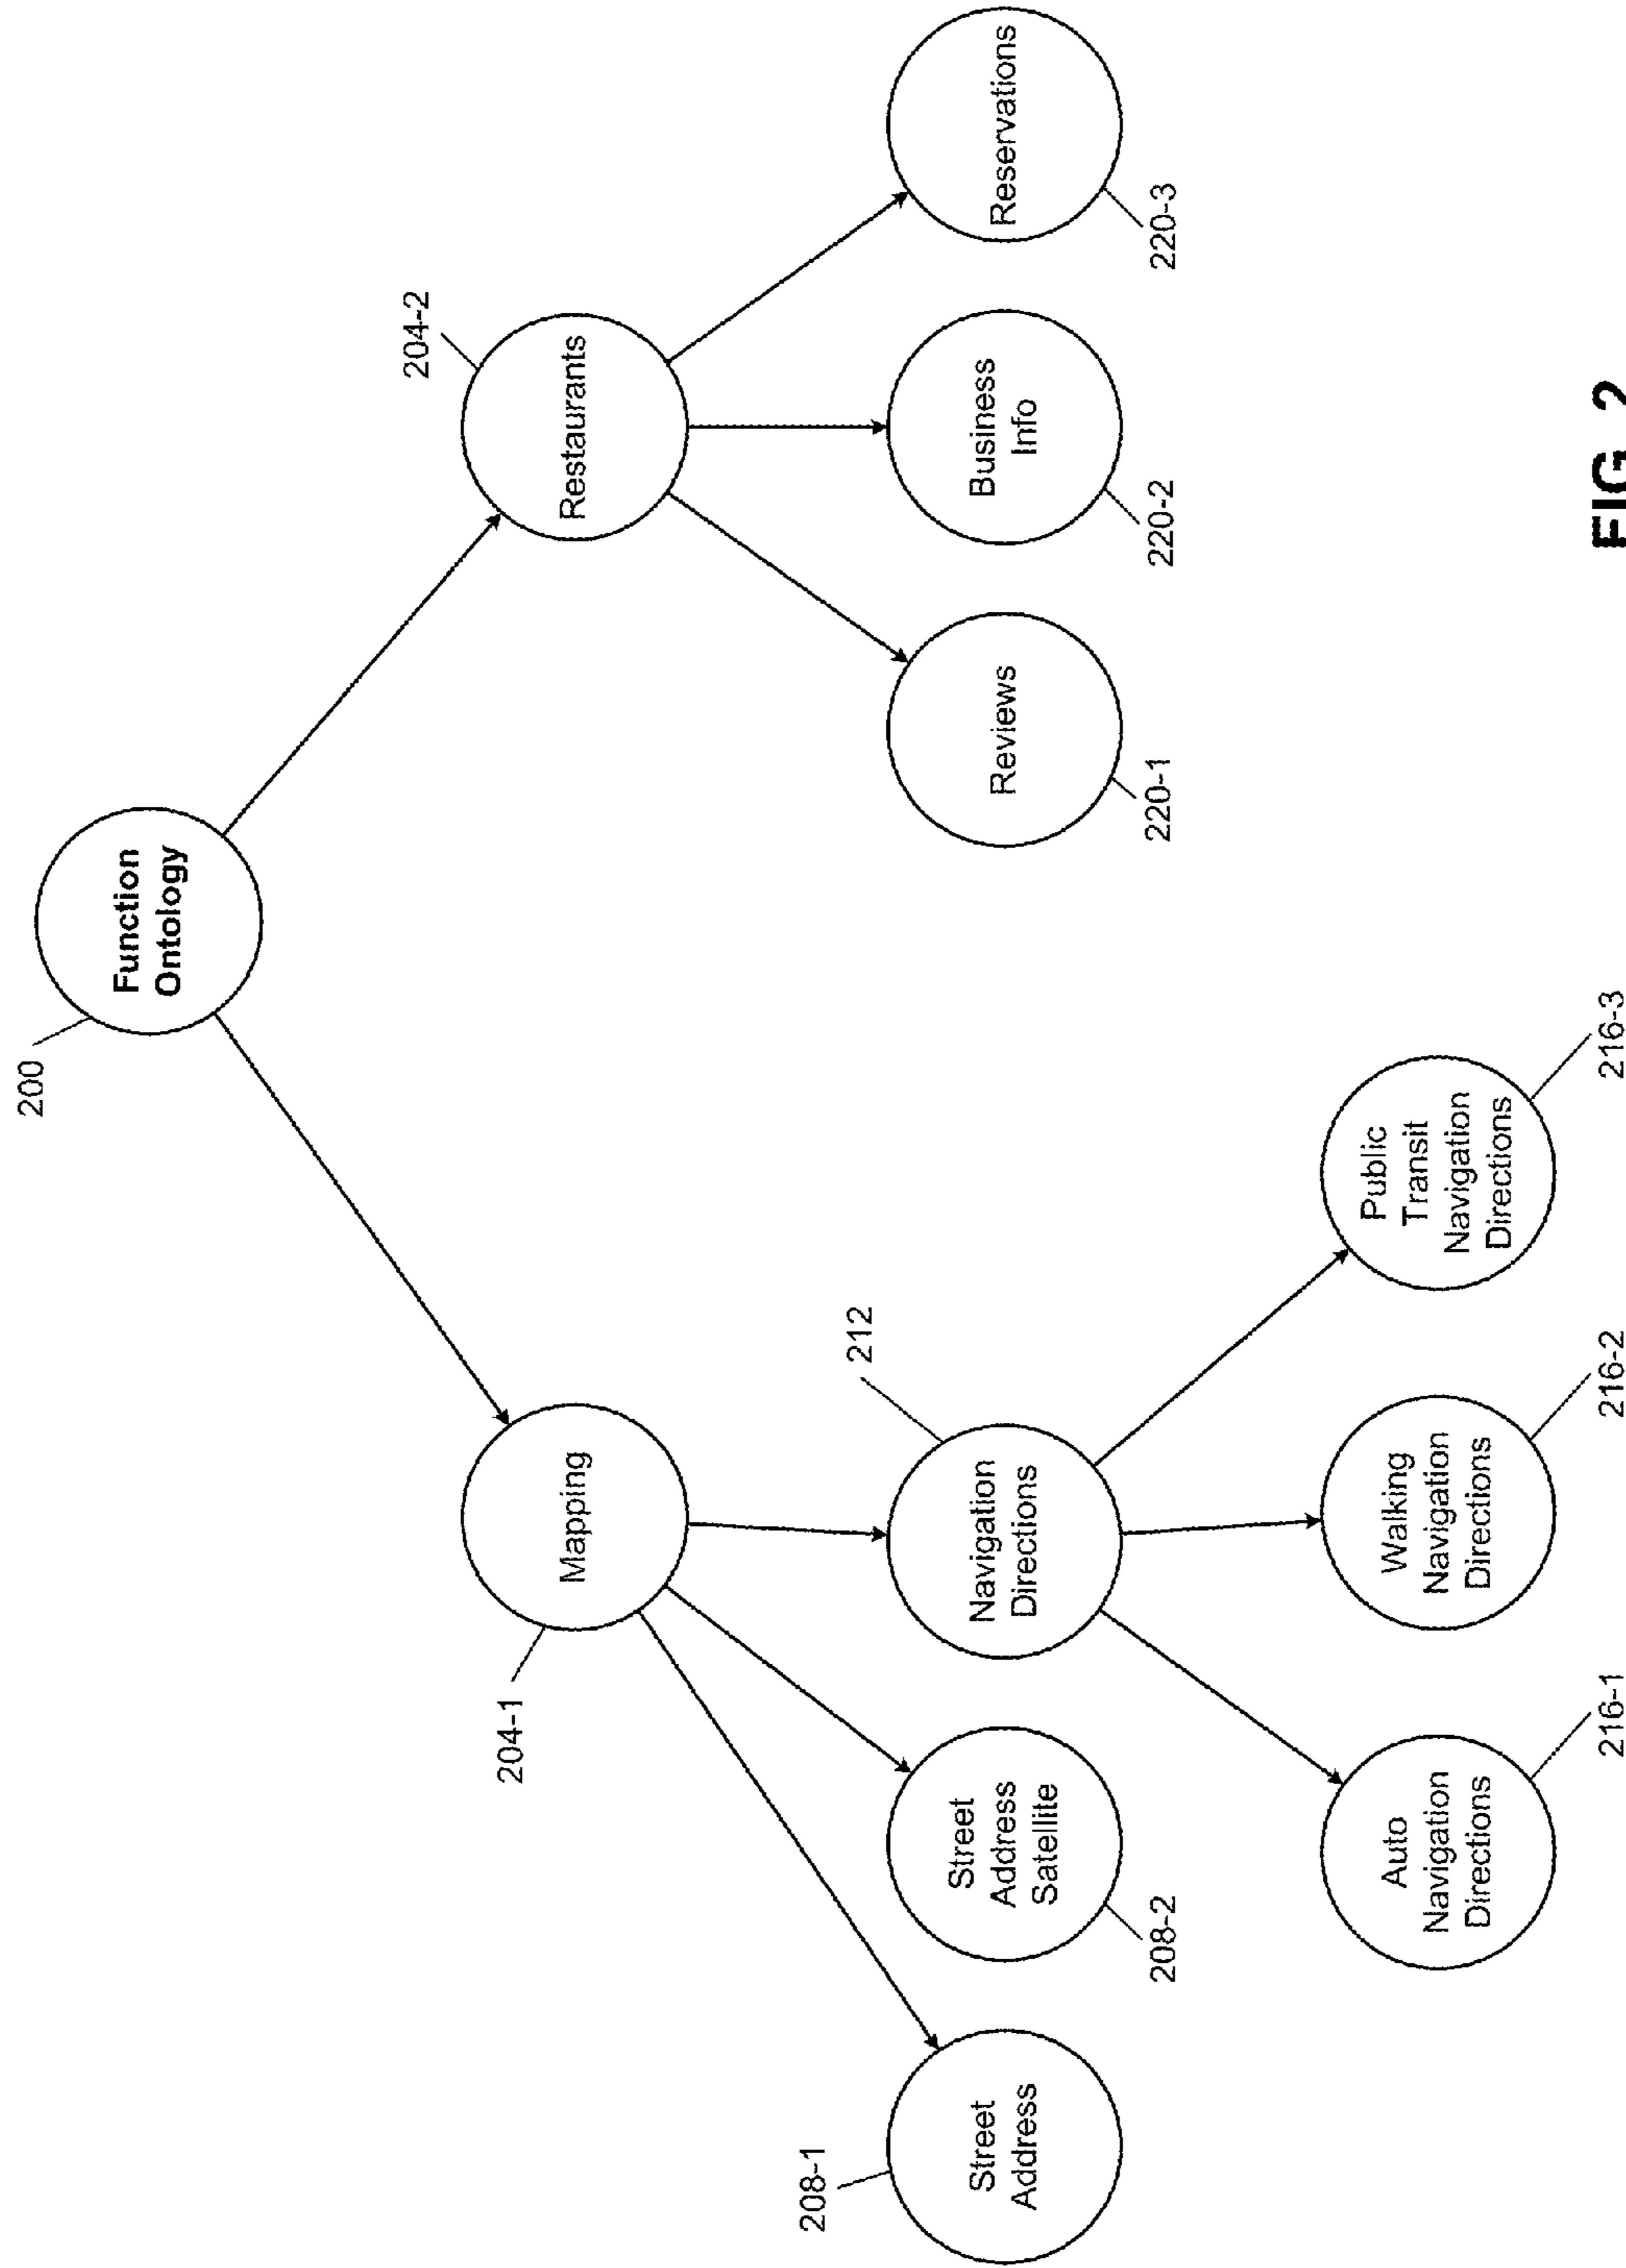 200
Function
Ontology
204-1
Mapping
204-2
Restaurants
208-1
Street
Address
208-2
Street
Address
Satellite
212
Navigation
Directions
220-1
Reviews
220-2
Business
Info
220-3
Reservations
216-1
Auto
Navigation
Directions
216-2
Walking
Navigation
Directions
216-3
Public
Transit
Navigation
Directions
FIG. 2